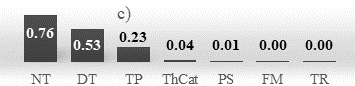 c)
0.76 0.53 0.23 0.04 0.01 0.00 0.00
NT DT TP ThCat PS FM TR